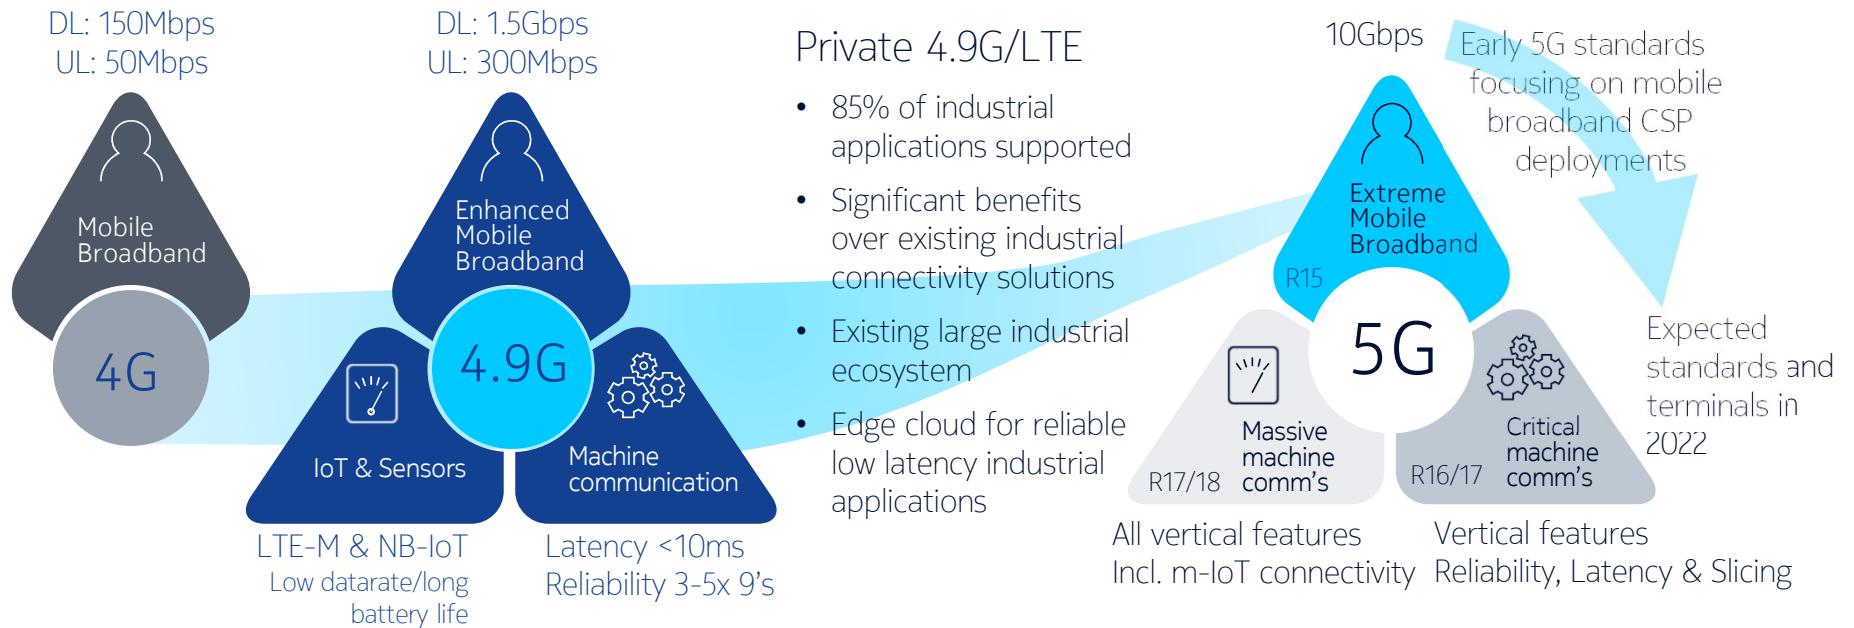 DL: 150Mbps
UL: 50Mbps
Mobile
Broadband
4G
DL: 1.5Gbps
UL: 300Mbps
Enhanced
Mobile
Broadband
4.9G
IoT & Sensors
Machine
communication
LTE-M & NB-IoT
Low datarate/long
battery life
Latency <10ms
Reliability 3-5x 9's
Private 4.9G/LTE
• 85% of industrial
applications supported
• Significant benefits
over existing industrial
connectivity solutions
• Existing large industrial
ecosystem
• Edge cloud for reliable
low latency industrial
applications
10Gbps
Early 5G standards
focusing on mobile
broadband CSP
deployments
Extreme
Mobile
Broadband
R15
5G
Massive
machine
comm's
R17/18
Critical
machine
comm's
R16/17
Expected
standards and
terminals in
2022
All vertical features
Incl. m-IoT connectivity
Vertical features
Reliability, Latency & Slicing